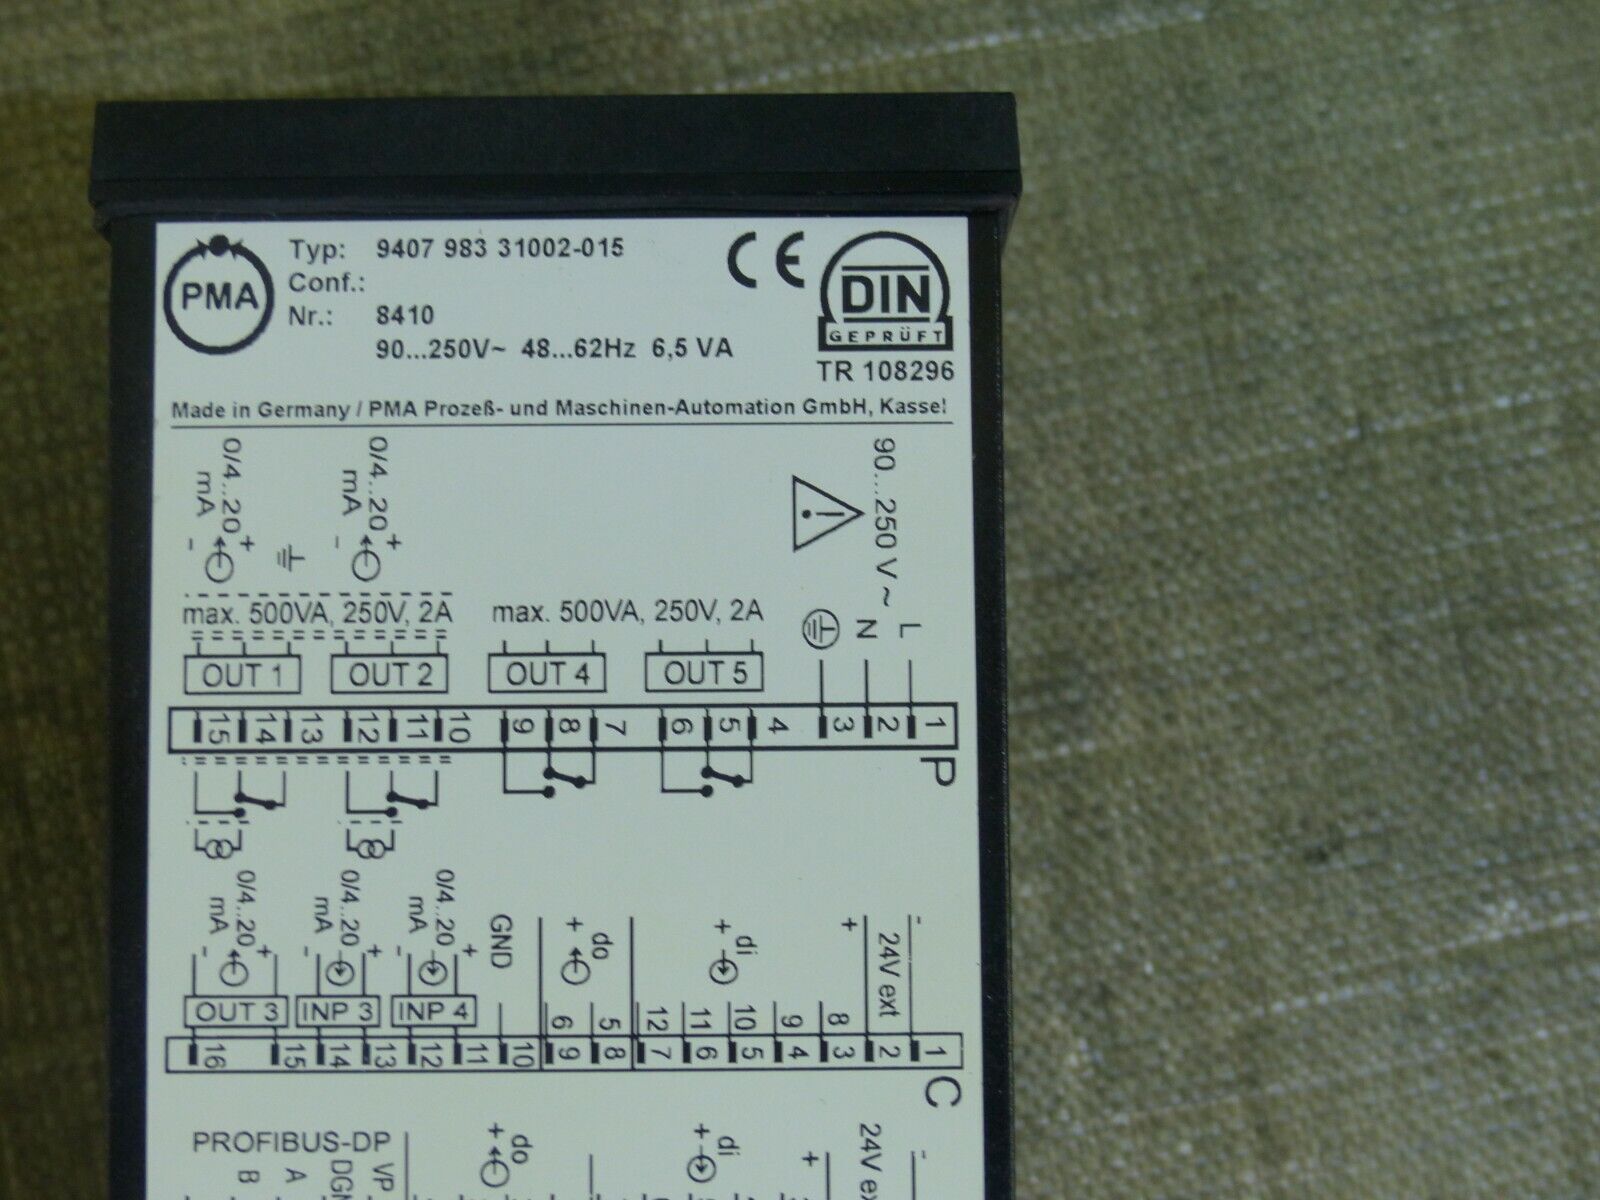 PMA
Typ: 9407 983 31002-015
Conf.:
Nr.: 8410
90...250V~ 48...62Hz 6,5 VA
CE
DIN
GEPRÜFT
TR 108296
Made in Germany / PMA Prozeß- und Maschinen-Automation GmbH, Kassel
0/4..20 mA + -
0/4..20 mA + -
90...250 V ~
max. 500VA, 250V, 2A
max. 500VA, 250V, 2A
N L
OUT 1 OUT 2 OUT 4 OUT 5
15 14 13 12 11 10 9 8 7 6 5 4 3 2 1
P
0/4..20 mA + -
0/4..20 mA + -
0/4..20 mA + -
GND
do +
di +
+ 24V ext -
OUT 3 INP 3 INP 4
6 5 12 11 10 9 8
16 15 14 13 12 11 10 9 8 7 6 5 4 3 2 1
C
PROFIBUS-DP
do +
di +
+ 24V -
B A VP